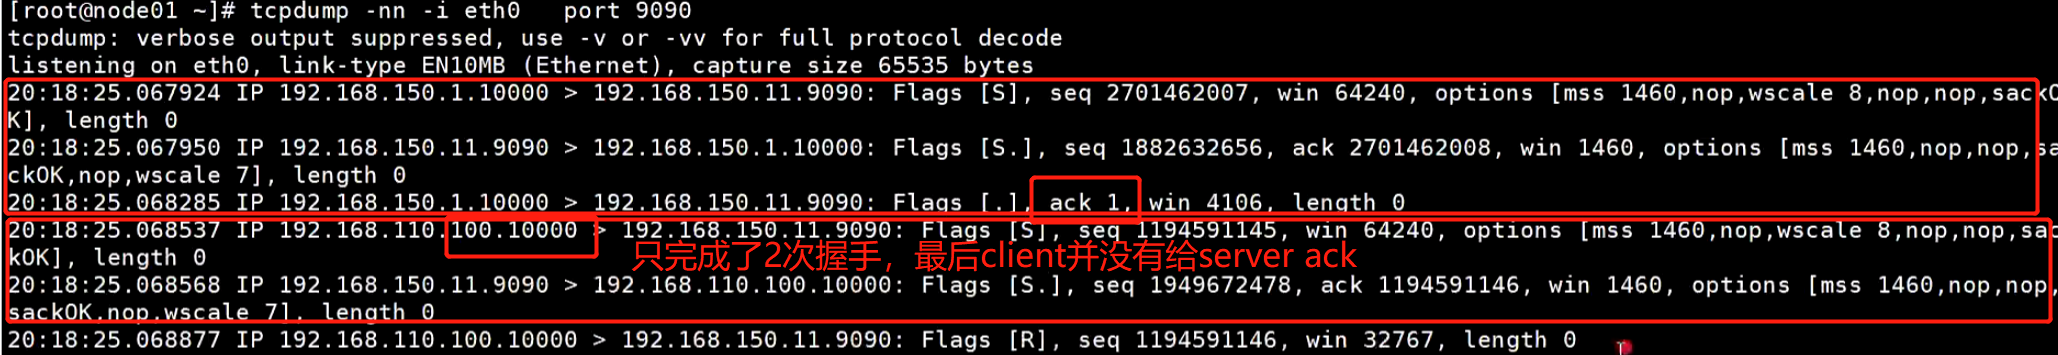 [root@node01 ~]# tcpdump -nn -i eth0   port 9090
tcpdump: verbose output suppressed, use -v or -vv for full protocol decode
listening on eth0, link-type EN10MB (Ethernet), capture size 65535 bytes
20:18:25.067924 IP 192.168.150.1.10000 > 192.168.150.11.9090: Flags [S], seq 2701462007, win 64240, options [mss 1460,nop,wscale 8,nop,nop,sackO
K], length 0
20:18:25.067950 IP 192.168.150.11.9090 > 192.168.150.1.10000: Flags [S.], seq 1882632656, ack 2701462008, win 1460, options [mss 1460,nop,nop,sa
ckOK,nop,wscale 7], length 0
20:18:25.068285 IP 192.168.150.1.10000 > 192.168.150.11.9090: Flags [.], ack 1, win 4106, length 0
20:18:25.068537 IP 192.168.110.100.10000 > 192.168.150.11.9090: Flags [S], seq 1194591145, win 64240, options [mss 1460,nop,wscale 8,nop,nop,sac
kOK], length 0
只完成了2次握手，最后client并没有给server ack
20:18:25.068568 IP 192.168.150.11.9090 > 192.168.110.100.10000: Flags [S.], seq 1949672478, ack 1194591146, win 1460, options [mss 1460,nop,nop,
sackOK,nop,wscale 7], length 0
20:18:25.068877 IP 192.168.110.100.10000 > 192.168.150.11.9090: Flags [R], seq 1194591146, win 32767, length 0